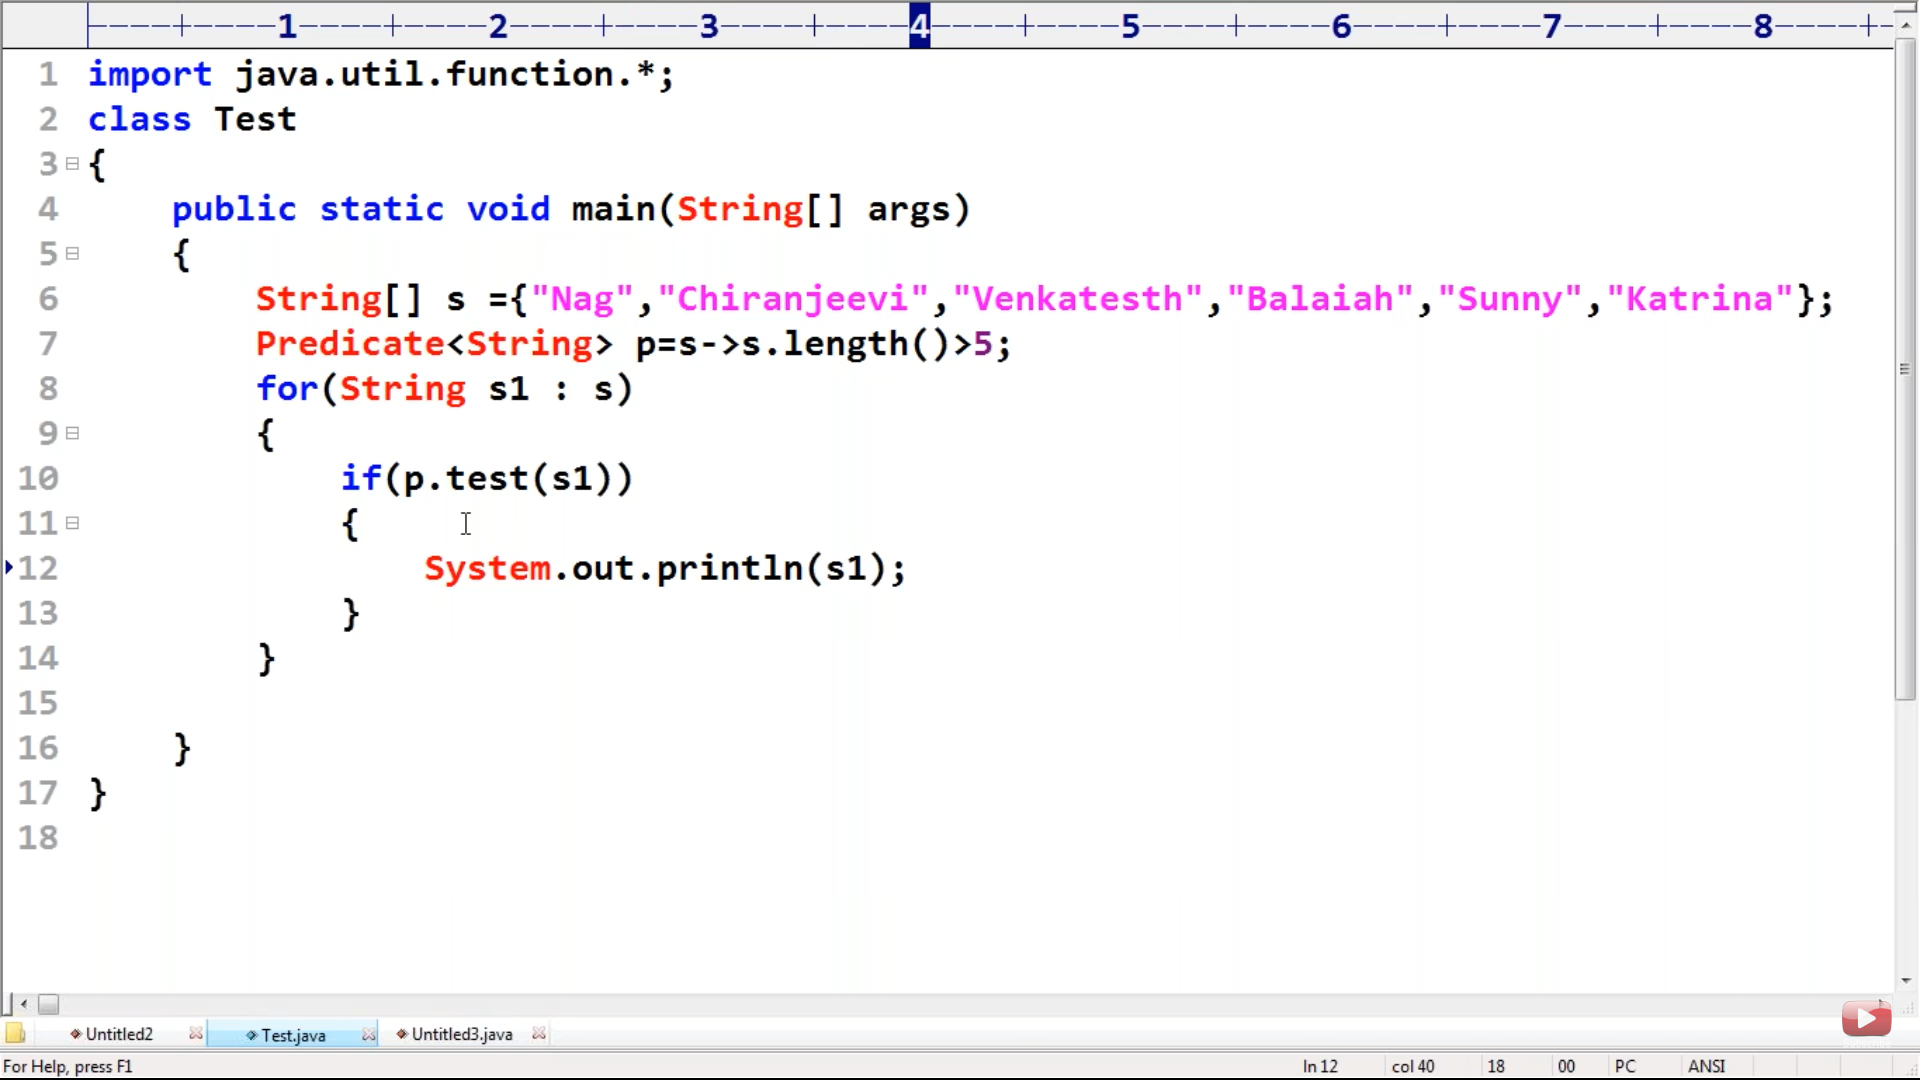 1 2 3 4 5 6 7 8
1 import java.util.function.*;
2 class Test
3 {
4 public static void main(String[] args)
5 {
6 String[] s ={"Nag","Chiranjeevi","Venkatesth","Balaiah","Sunny","Katrina"};
7 Predicate<String> p=s->s.length()>5;
8 for(String s1 : s)
9 {
10 if(p.test(s1))
11 {
12 System.out.println(s1);
13 }
14 }
15
16 }
17 }
18
Untitled2 Test.java Untitled3.java
For Help, press F1 ln 12 col 40 18 00 PC ANSI